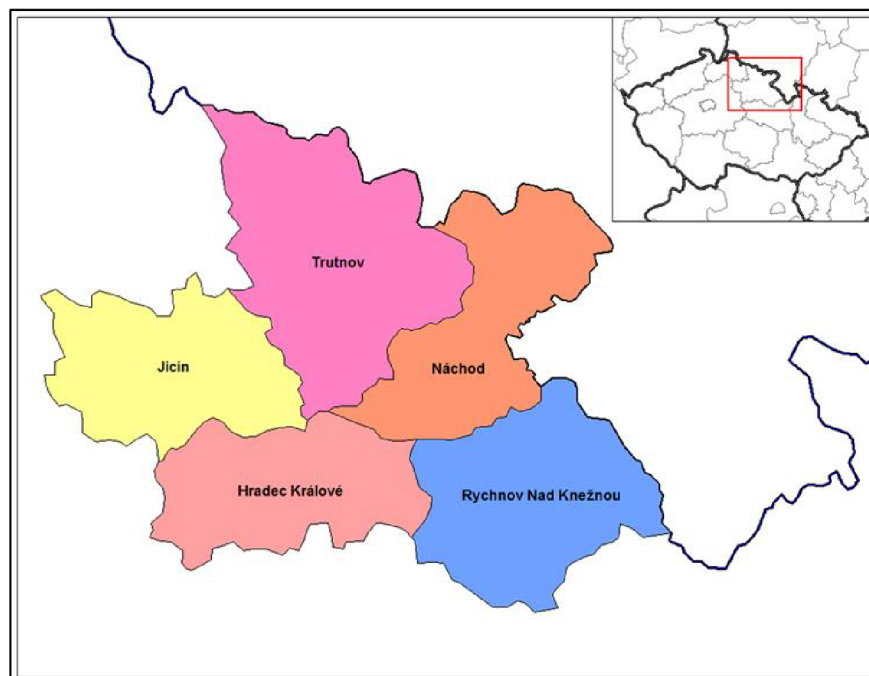 Trutnov
Jicín
Náchod
Hradec Králové
Rychnov Nad Knežnou